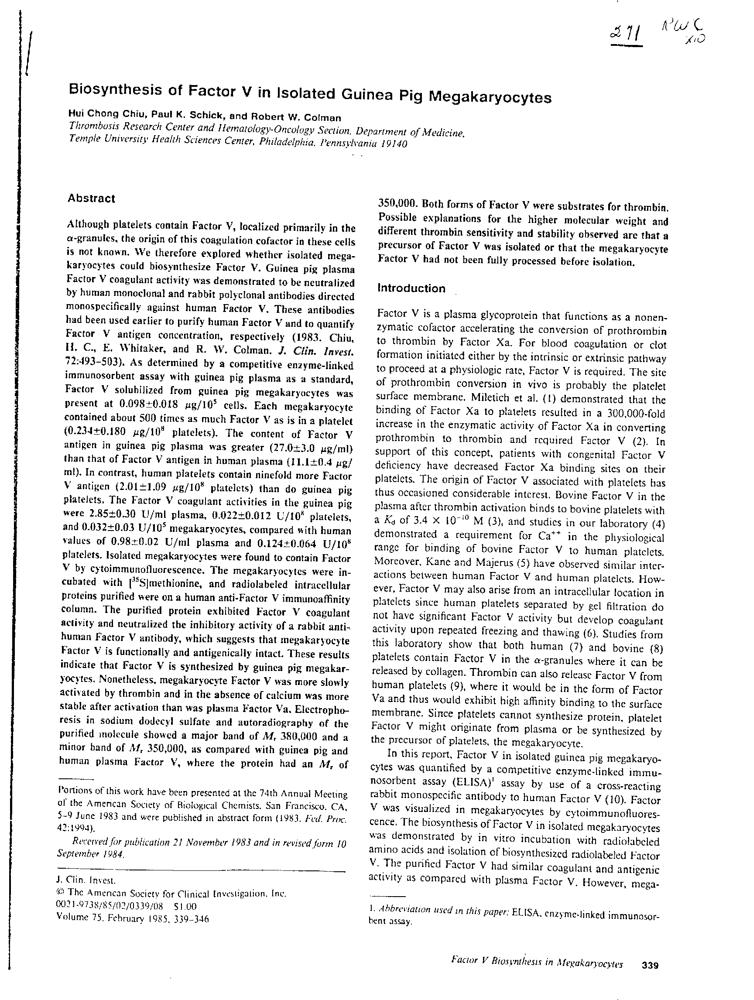 271 NWC
x10
Biosynthesis of Factor V in Isolated Guinea Pig Megakaryocytes
Hui Chong Chiu, Paul K. Schick, and Robert W. Colman
Thrombosis Research Center and Hematology-Oncology Section, Department of Medicine,
Temple University Health Sciences Center, Philadelphia, Pennsylvania 19140
Abstract
Although platelets contain Factor V, localized primarily in the
α-granules, the origin of this coagulation cofactor in these cells
is not known. We therefore explored whether isolated mega-
karyocytes could biosynthesize Factor V. Guinea pig plasma
Factor V coagulant activity was demonstrated to be neutralized
by human monoclonal and rabbit polyclonal antibodies directed
monospecifically against human Factor V. These antibodies
had been used earlier to purify human Factor V and to quantify
Factor V antigen concentration, respectively (1983. Chiu,
H. C., E. Whitaker, and R. W. Colman. J. Clin. Invest.
72:493–503). As determined by a competitive enzyme-linked
immunosorbent assay with guinea pig plasma as a standard,
Factor V solubilized from guinea pig megakaryocytes was
present at 0.098±0.018 μg/10⁵ cells. Each megakaryocyte
contained about 500 times as much Factor V as is in a platelet
(0.234±0.180 μg/10⁸ platelets). The content of Factor V
antigen in guinea pig plasma was greater (27.0±3.0 μg/ml)
than that of Factor V antigen in human plasma (11.1±0.4 μg/
ml). In contrast, human platelets contain ninefold more Factor
V antigen (2.01±1.09 μg/10⁸ platelets) than do guinea pig
platelets. The Factor V coagulant activities in the guinea pig
were 2.85±0.30 U/ml plasma, 0.022±0.012 U/10⁸ platelets,
and 0.032±0.03 U/10⁵ megakaryocytes, compared with human
values of 0.98±0.02 U/ml plasma and 0.124±0.064 U/10⁸
platelets. Isolated megakaryocytes were found to contain Factor
V by cytoimmunofluorescence. The megakaryocytes were in-
cubated with [³⁵S]methionine, and radiolabeled intracellular
proteins purified were on a human anti-Factor V immunoaffinity
column. The purified protein exhibited Factor V coagulant
activity and neutralized the inhibitory activity of a rabbit anti-
human Factor V antibody, which suggests that megakaryocyte
Factor V is functionally and antigenically intact. These results
indicate that Factor V is synthesized by guinea pig megakar-
yocytes. Nonetheless, megakaryocyte Factor V was more slowly
activated by thrombin and in the absence of calcium was more
stable after activation than was plasma Factor Va. Electropho-
resis in sodium dodecyl sulfate and autoradiography of the
purified molecule showed a major band of Mr 380,000 and a
minor band of Mr 350,000, as compared with guinea pig and
human plasma Factor V, where the protein had an Mr of
Portions of this work have been presented at the 74th Annual Meeting
of the American Society of Biological Chemists, San Francisco, CA,
5–9 June 1983 and were published in abstract form (1983. Fed. Proc.
42:1994).
Received for publication 21 November 1983 and in revised form 10
September 1984.
J. Clin. Invest.
© The American Society for Clinical Investigation, Inc.
0021-9738/85/02/0339/08 $1.00
Volume 75, February 1985, 339–346
350,000. Both forms of Factor V were substrates for thrombin.
Possible explanations for the higher molecular weight and
different thrombin sensitivity and stability observed are that a
precursor of Factor V was isolated or that the megakaryocyte
Factor V had not been fully processed before isolation.
Introduction
Factor V is a plasma glycoprotein that functions as a nonen-
zymatic cofactor accelerating the conversion of prothrombin
to thrombin by Factor Xa. For blood coagulation or clot
formation initiated either by the intrinsic or extrinsic pathway
to proceed at a physiologic rate, Factor V is required. The site
of prothrombin conversion in vivo is probably the platelet
surface membrane. Miletich et al. (1) demonstrated that the
binding of Factor Xa to platelets resulted in a 300,000-fold
increase in the enzymatic activity of Factor Xa in converting
prothrombin to thrombin and required Factor V (2). In
support of this concept, patients with congenital Factor V
deficiency have decreased Factor Xa binding sites on their
platelets. The origin of Factor V associated with platelets has
thus occasioned considerable interest. Bovine Factor V in the
plasma after thrombin activation binds to bovine platelets with
a Kd of 3.4 × 10⁻¹⁰ M (3), and studies in our laboratory (4)
demonstrated a requirement for Ca⁺⁺ in the physiological
range for binding of bovine Factor V to human platelets.
Moreover, Kane and Majerus (5) have observed similar inter-
actions between human Factor V and human platelets. How-
ever, Factor V may also arise from an intracellular location in
platelets since human platelets separated by gel filtration do
not have significant Factor V activity but develop coagulant
activity upon repeated freezing and thawing (6). Studies from
this laboratory show that both human (7) and bovine (8)
platelets contain Factor V in the α-granules where it can be
released by collagen. Thrombin can also release Factor V from
human platelets (9), where it would be in the form of Factor
Va and thus would exhibit high affinity binding to the surface
membrane. Since platelets cannot synthesize protein, platelet
Factor V might originate from plasma or be synthesized by
the precursor of platelets, the megakaryocyte.
In this report, Factor V in isolated guinea pig megakaryo-
cytes was quantified by a competitive enzyme-linked immu-
nosorbent assay (ELISA)¹ assay by use of a cross-reacting
rabbit monospecific antibody to human Factor V (10). Factor
V was visualized in megakaryocytes by cytoimmunofluores-
cence. The biosynthesis of Factor V in isolated megakaryocytes
was demonstrated by in vitro incubation with radiolabeled
amino acids and isolation of biosynthesized radiolabeled Factor
V. The purified Factor V had similar coagulant and antigenic
activity as compared with plasma Factor V. However, mega-
1. Abbreviation used in this paper: ELISA, enzyme-linked immunosor-
bent assay.
Factor V Biosynthesis in Megakaryocytes 339